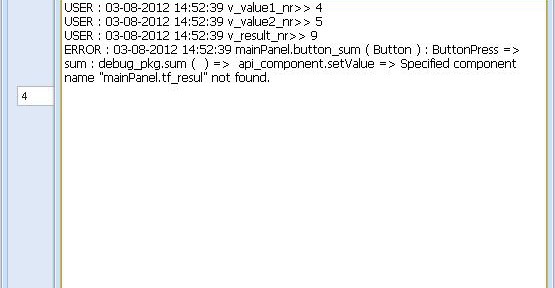 USER : 03-08-2012 14:52:39 v_value1_nr>> 4
USER : 03-08-2012 14:52:39 v_value2_nr>> 5
USER : 03-08-2012 14:52:39 v_result_nr>> 9
ERROR : 03-08-2012 14:52:39 mainPanel.button_sum ( Button ) : ButtonPress =>
sum : debug_pkg.sum (  ) =>  api_component.setValue => Specified component
name "mainPanel.tf_resul" not found.
4